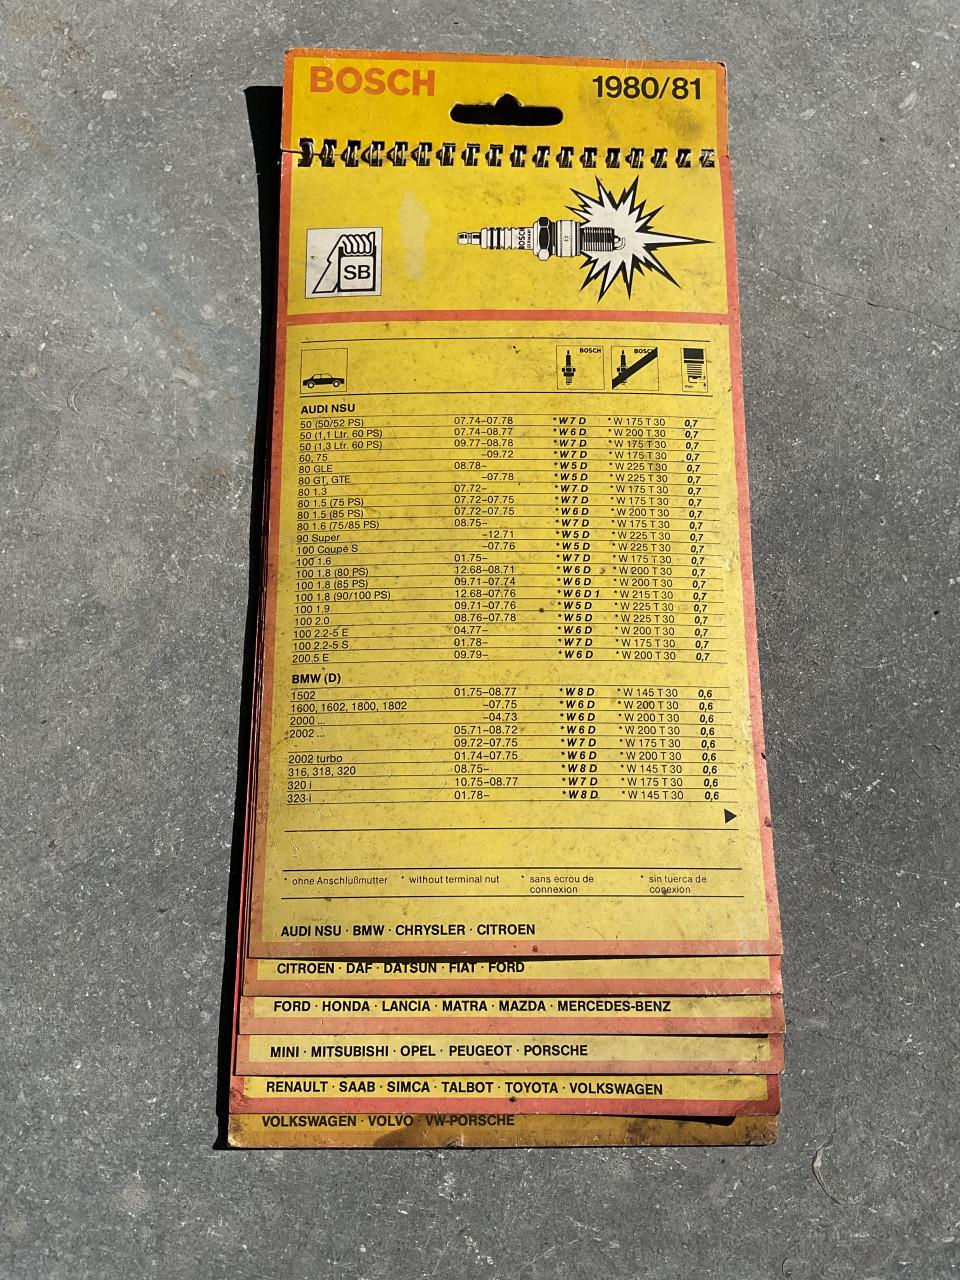 BOSCH 1980/81
BOSCH GERMANY
SB
BOSCH BOSCH
mm
AUDI NSU
50 (50/52 PS) 07.74–07.78 *W 7 D *W 175 T 30 0,7
50 (1,1 Ltr. 60 PS) 07.74–08.77 *W 6 D *W 200 T 30 0,7
50 (1,3 Ltr. 60 PS) 09.77–08.78 *W 7 D *W 175 T 30 0,7
60, 75 –09.72 *W 7 D *W 175 T 30 0,7
80 GLE 08.78– *W 5 D *W 225 T 30 0,7
80 GT, GTE –07.78 *W 5 D *W 225 T 30 0,7
80 1.3 07.72– *W 7 D *W 175 T 30 0,7
80 1.5 (75 PS) 07.72–07.75 *W 7 D *W 175 T 30 0,7
80 1.5 (85 PS) 07.72–07.75 *W 6 D *W 200 T 30 0,7
80 1.6 (75/85 PS) 08.75– *W 7 D *W 175 T 30 0,7
90 Super –12.71 *W 5 D *W 225 T 30 0,7
100 Coupé S –07.76 *W 5 D *W 225 T 30 0,7
100 1.6 01.75– *W 7 D *W 175 T 30 0,7
100 1.8 (80 PS) 12.68–08.71 *W 6 D *W 200 T 30 0,7
100 1.8 (85 PS) 09.71–07.74 *W 6 D *W 200 T 30 0,7
100 1.8 (90/100 PS) 12.68–07.76 *W 6 D 1 *W 215 T 30 0,7
100 1.9 09.71–07.76 *W 5 D *W 225 T 30 0,7
100 2.0 08.76–07.78 *W 5 D *W 225 T 30 0,7
100 2.2-5 E 04.77– *W 6 D *W 200 T 30 0,7
100 2.2-5 S 01.78– *W 7 D *W 175 T 30 0,7
200 5 E 09.79– *W 6 D *W 200 T 30 0,7
BMW (D)
1502 01.75–08.77 *W 8 D *W 145 T 30 0,6
1600, 1602, 1800, 1802 –07.75 *W 6 D *W 200 T 30 0,6
2000 ... –04.73 *W 6 D *W 200 T 30 0,6
2002 ... 05.71–08.72 *W 6 D *W 200 T 30 0,6
09.72–07.75 *W 7 D *W 175 T 30 0,6
2002 turbo 01.74–07.75 *W 6 D *W 200 T 30 0,6
316, 318, 320 08.75– *W 8 D *W 145 T 30 0,6
320 i 10.75–08.77 *W 7 D *W 175 T 30 0,6
323 i 01.78– *W 8 D *W 145 T 30 0,6
* ohne Anschlußmutter * without terminal nut * sans écrou de connexion * sin tuerca de conexion
AUDI NSU · BMW · CHRYSLER · CITROEN
CITROEN · DAF · DATSUN · FIAT · FORD
FORD · HONDA · LANCIA · MATRA · MAZDA · MERCEDES-BENZ
MINI · MITSUBISHI · OPEL · PEUGEOT · PORSCHE
RENAULT · SAAB · SIMCA · TALBOT · TOYOTA · VOLKSWAGEN
VOLKSWAGEN · VOLVO · VW-PORSCHE